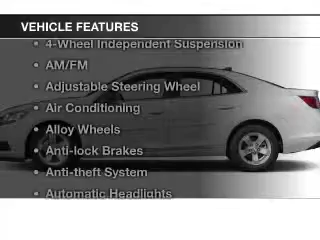 VEHICLE FEATURES
• 4-Wheel Independent Suspension
• AM/FM
• Adjustable Steering Wheel
• Air Conditioning
• Alloy Wheels
• Anti-lock Brakes
• Anti-theft System
• Automatic Headlights